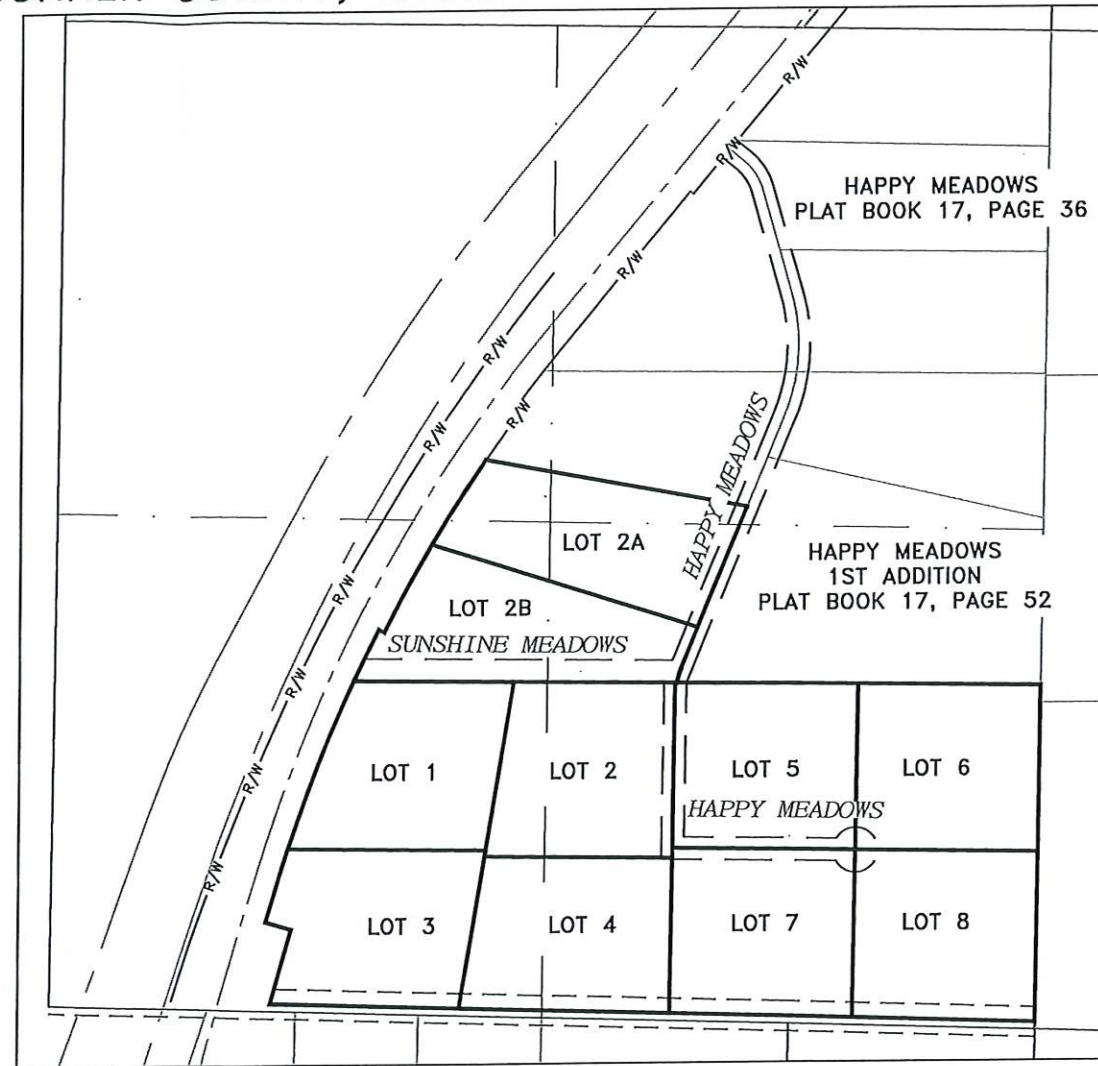 R/W
R/W
HAPPY MEADOWS
PLAT BOOK 17, PAGE 36
R/W
R/W
R/W
R/W
HAPPY MEADOWS
LOT 2A
HAPPY MEADOWS
1ST ADDITION
PLAT BOOK 17, PAGE 52
R/W
LOT 2B
SUNSHINE MEADOWS
R/W
LOT 1
LOT 2
LOT 5
LOT 6
R/W
HAPPY MEADOWS
R/W
LOT 3
LOT 4
LOT 7
LOT 8